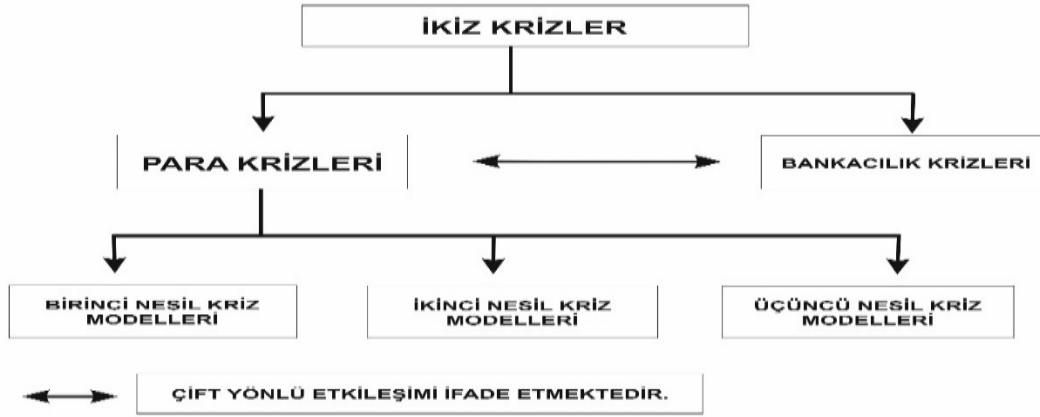 İKİZ KRİZLER
PARA KRİZLERİ
BANKACILIK KRİZLERİ
BİRİNCİ NESİL KRİZ
MODELLERİ
İKİNCİ NESİL KRİZ
MODELLERİ
ÜÇÜNCÜ NESİL KRİZ
MODELLERİ
ÇİFT YÖNLÜ ETKİLEŞİMİ İFADE ETMEKTEDİR.